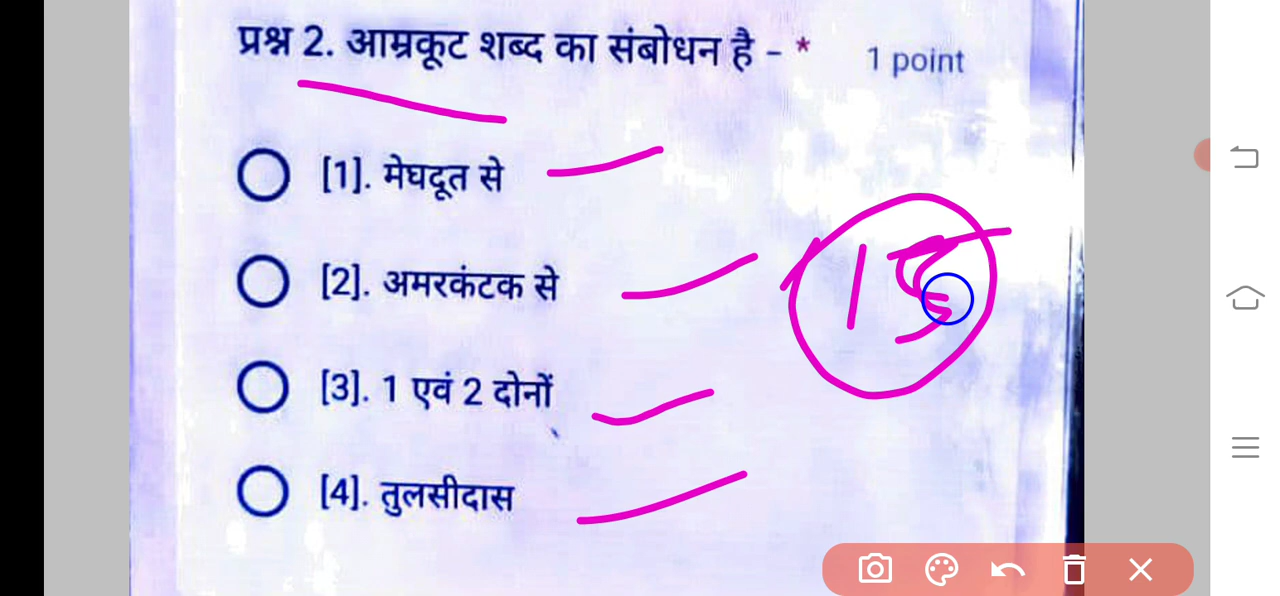 प्रश्न 2. आम्रकूट शब्द का संबोधन है - * 1 point
[1]. मेघदूत से
[2]. अमरकंटक से
[3]. 1 एवं 2 दोनों
[4]. तुलसीदास
15